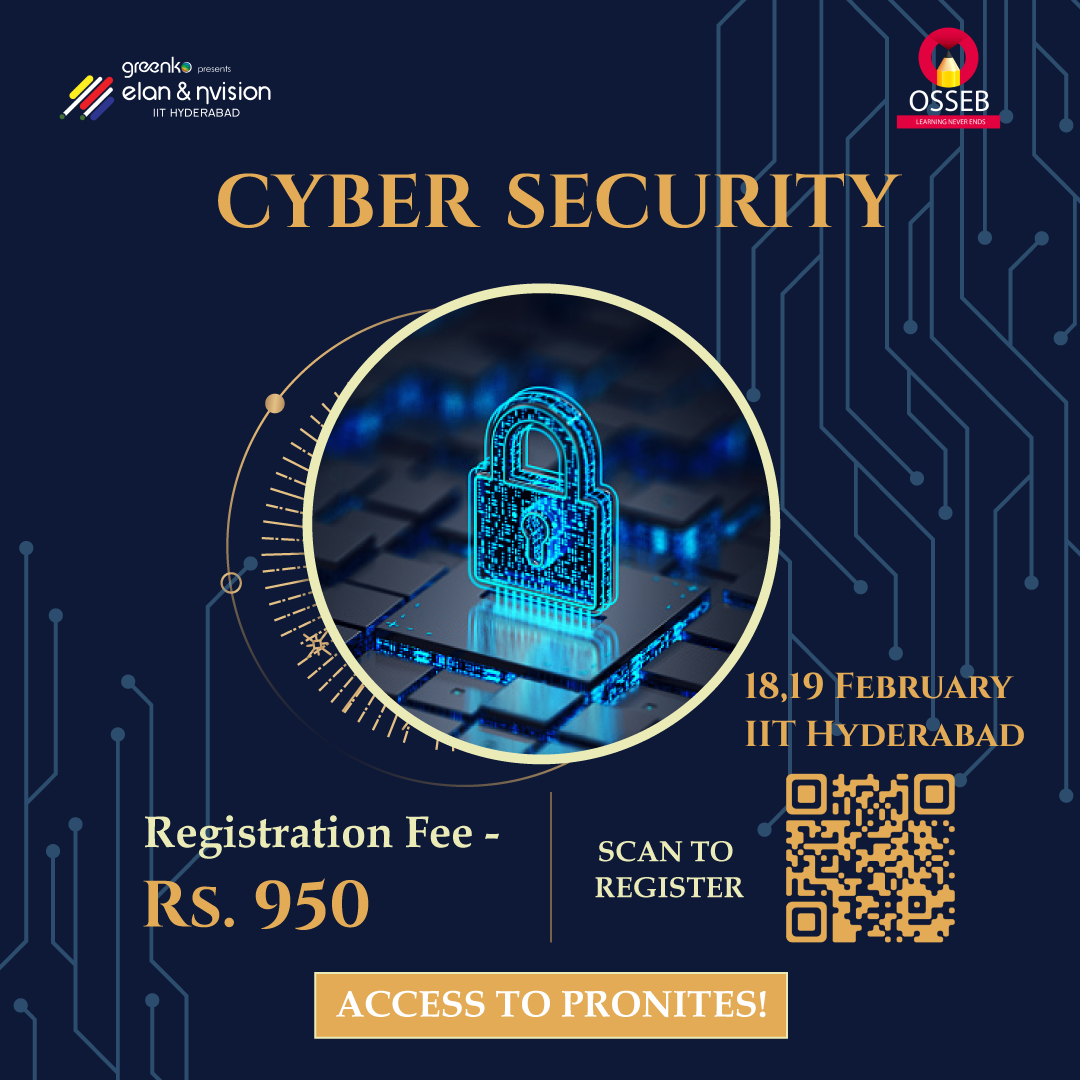 greenko presents
elan & ηvision
IIT HYDERABAD
OSSEB
LEARNING NEVER ENDS
CYBER SECURITY
18,19 FEBRUARY
IIT HYDERABAD
Registration Fee -
RS. 950
SCAN TO
REGISTER
ACCESS TO PRONITES!